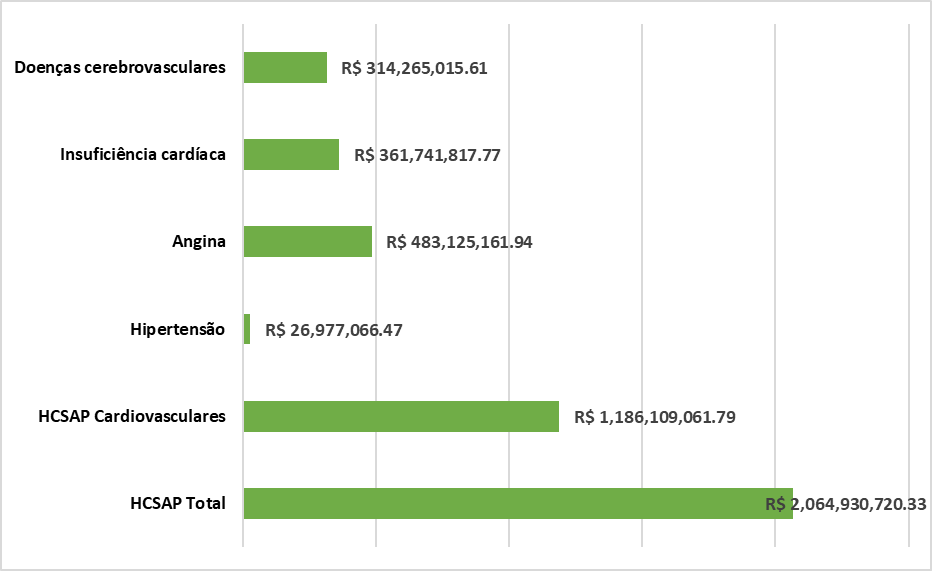 Doenças cerebrovasculares R$ 314,265,015.61
Insuficiência cardíaca R$ 361,741,817.77
Angina R$ 483,125,161.94
Hipertensão R$ 26,977,066.47
HCSAP Cardiovasculares R$ 1,186,109,061.79
HCSAP Total R$ 2,064,930,720.33